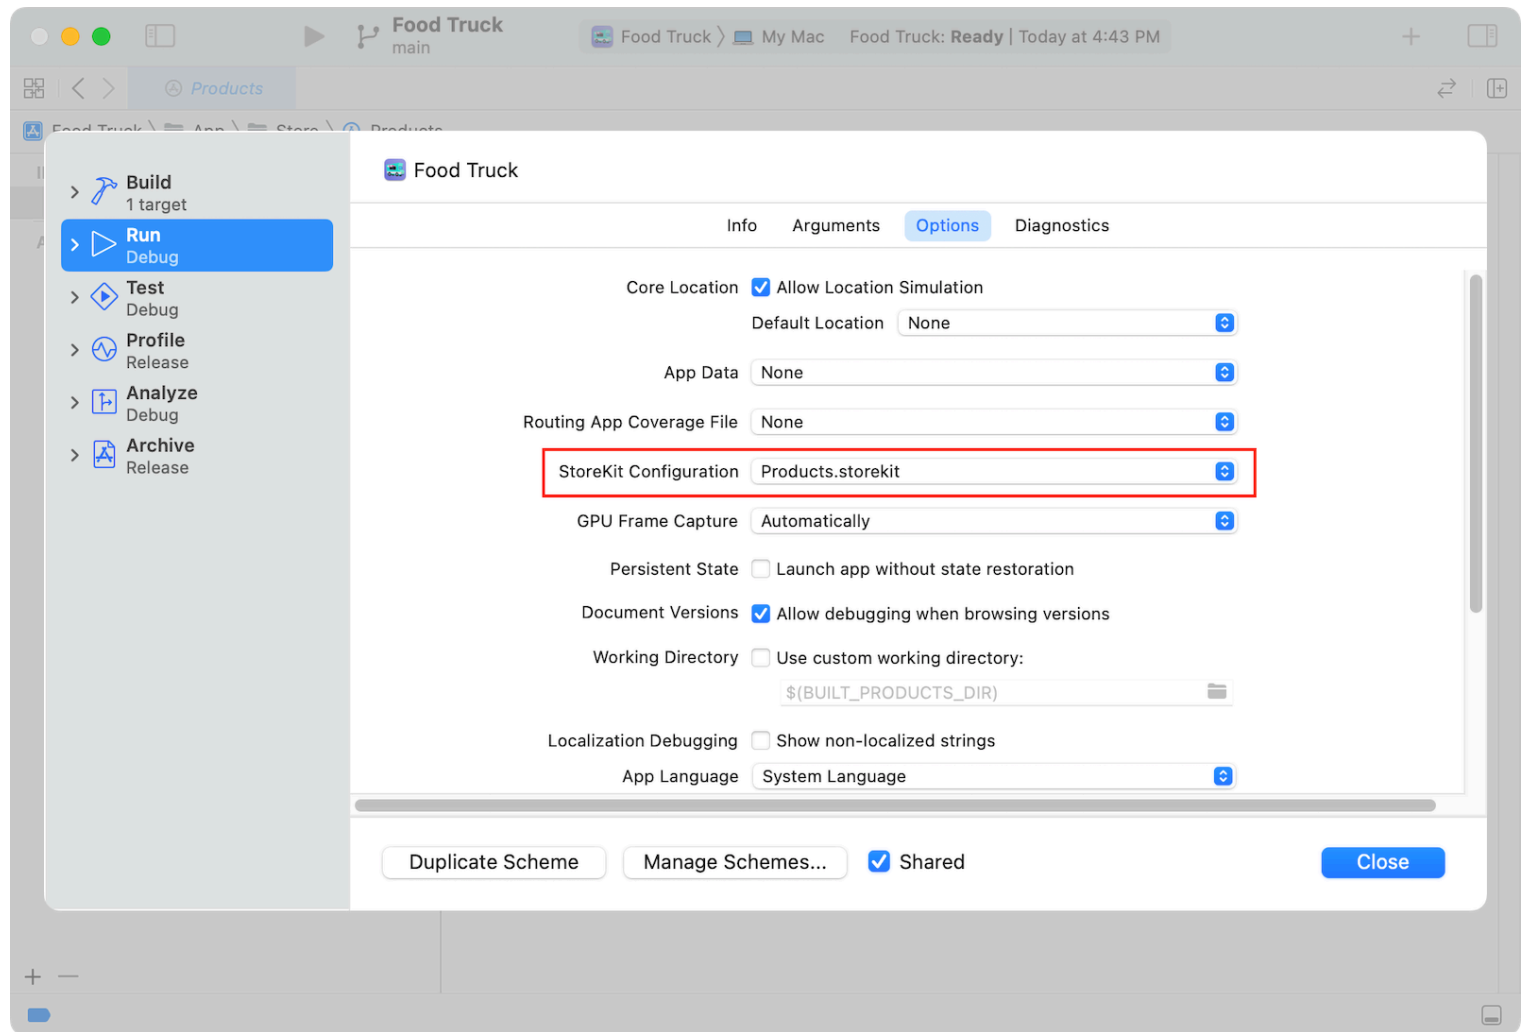 Food Truck
main
Food Truck 〉 My Mac Food Truck: Ready | Today at 4:43 PM
Products
Food Truck 〉 App 〉 Store 〉 Products
Build
1 target
Run
Debug
Test
Debug
Profile
Release
Analyze
Debug
Archive
Release
Food Truck
Info Arguments Options Diagnostics
Core Location Allow Location Simulation
Default Location None
App Data None
Routing App Coverage File None
StoreKit Configuration Products.storekit
GPU Frame Capture Automatically
Persistent State Launch app without state restoration
Document Versions Allow debugging when browsing versions
Working Directory Use custom working directory:
$(BUILT_PRODUCTS_DIR)
Localization Debugging Show non-localized strings
App Language System Language
Duplicate Scheme Manage Schemes... Shared Close